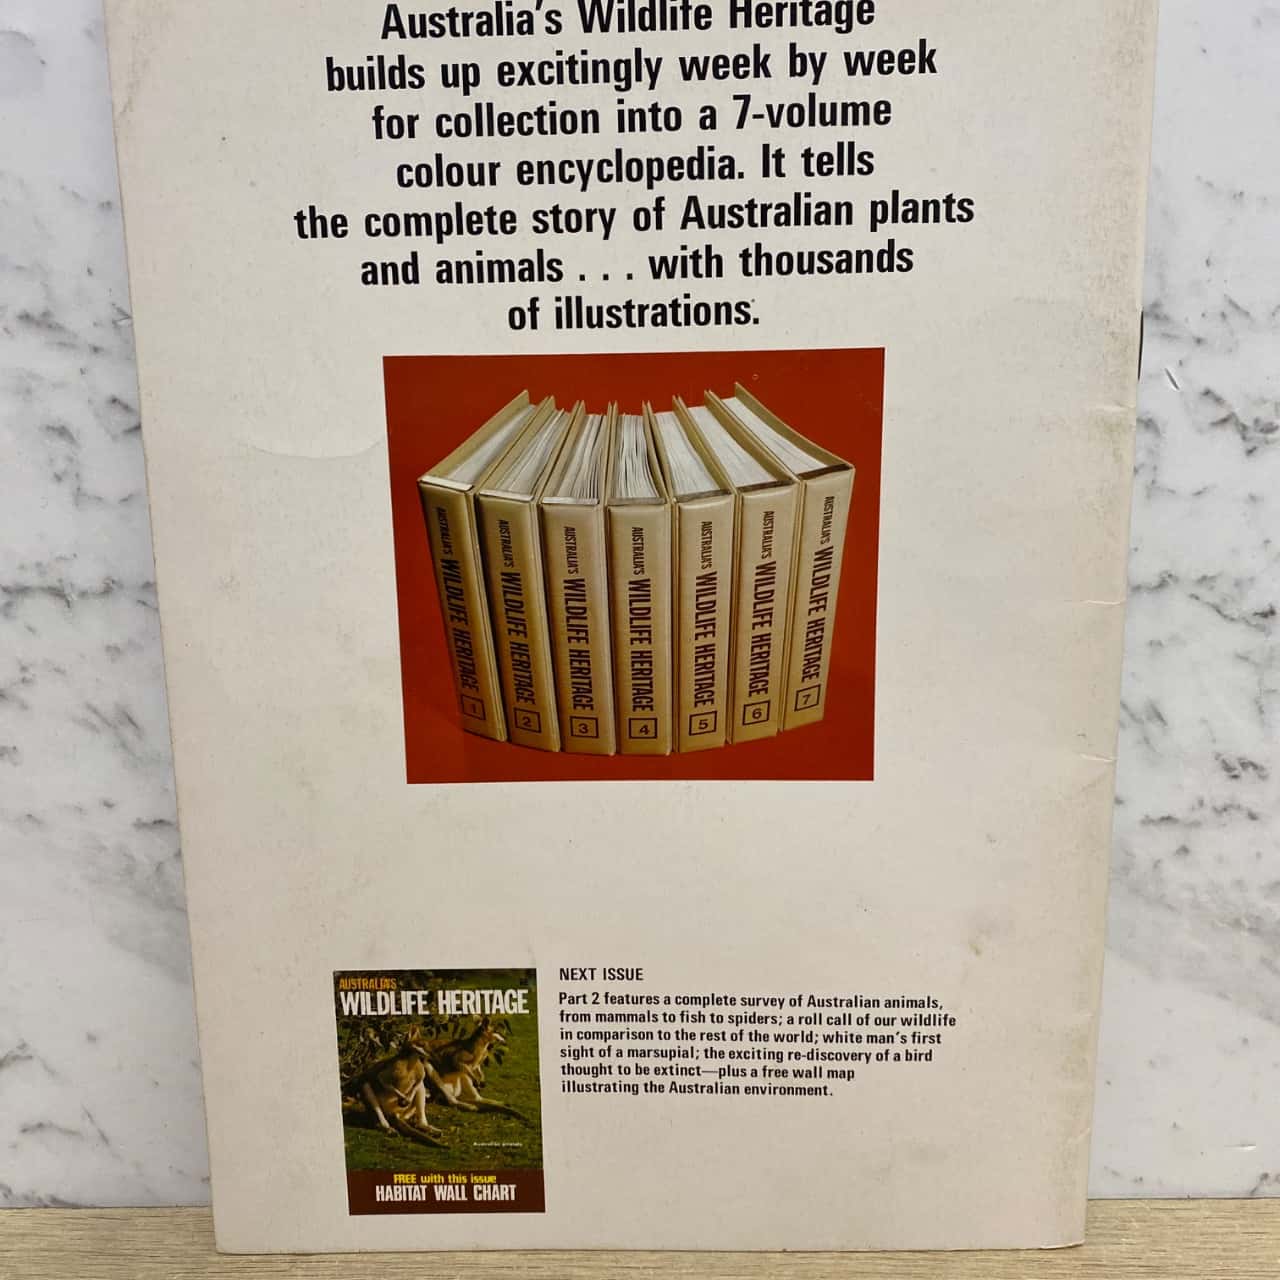 Australia's Wildlife Heritage
builds up excitingly week by week
for collection into a 7-volume
colour encyclopedia. It tells
the complete story of Australian plants
and animals . . . with thousands
of illustrations.
AUSTRALIA'S WILDLIFE HERITAGE 1
AUSTRALIA'S WILDLIFE HERITAGE 2
AUSTRALIA'S WILDLIFE HERITAGE 3
AUSTRALIA'S WILDLIFE HERITAGE 4
AUSTRALIA'S WILDLIFE HERITAGE 5
AUSTRALIA'S WILDLIFE HERITAGE 6
AUSTRALIA'S WILDLIFE HERITAGE 7
AUSTRALIA'S
WILDLIFE HERITAGE
Australian animals
FREE with this issue
HABITAT WALL CHART
NEXT ISSUE
Part 2 features a complete survey of Australian animals,
from mammals to fish to spiders; a roll call of our wildlife
in comparison to the rest of the world; white man's first
sight of a marsupial; the exciting re-discovery of a bird
thought to be extinct—plus a free wall map
illustrating the Australian environment.